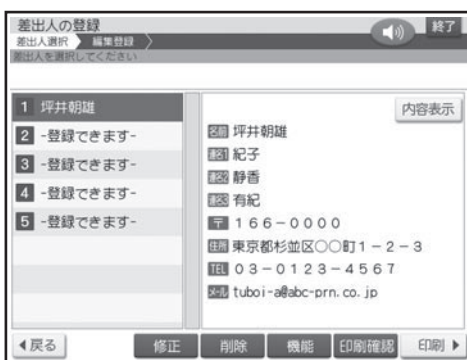 差出人の登録
終了
差出人選択 編集登録
差出人を選択してください
1 坪井朝雄
2 -登録できます-
3 -登録できます-
4 -登録できます-
5 -登録できます-
内容表示
名前 坪井朝雄
連名1 紀子
連名2 静香
連名3 有紀
〒 166-0000
住所 東京都杉並区○○町1-2-3
TEL 03-0123-4567
メール tuboi-a@abc-prn.co.jp
◀戻る 修正 削除 機能 印刷確認 印刷▶